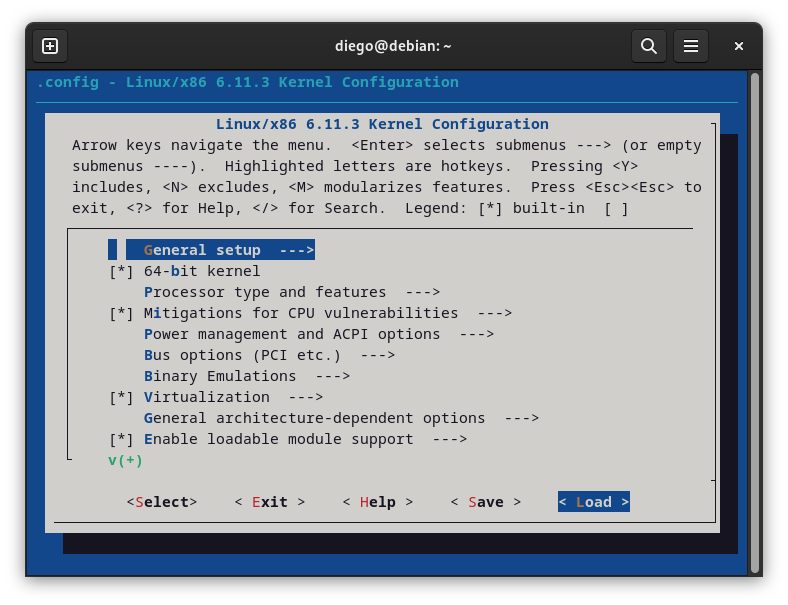 diego@debian: ~
.config - Linux/x86 6.11.3 Kernel Configuration
Linux/x86 6.11.3 Kernel Configuration
Arrow keys navigate the menu.  <Enter> selects submenus ---> (or empty
submenus ----).  Highlighted letters are hotkeys.  Pressing <Y>
includes, <N> excludes, <M> modularizes features.  Press <Esc><Esc> to
exit, <?> for Help, </> for Search.  Legend: [*] built-in  [ ]
General setup  --->
[*] 64-bit kernel
Processor type and features  --->
[*] Mitigations for CPU vulnerabilities  --->
Power management and ACPI options  --->
Bus options (PCI etc.)  --->
Binary Emulations  --->
[*] Virtualization  --->
General architecture-dependent options  --->
[*] Enable loadable module support  --->
v(+)
<Select>    < Exit >    < Help >    < Save >    < Load >